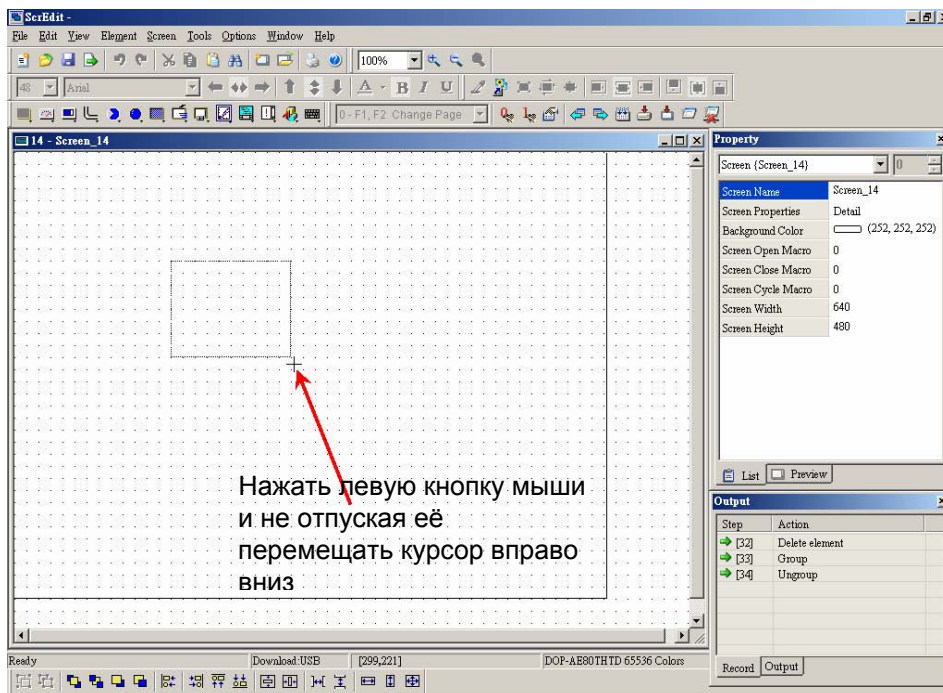 ScrEdit -
File Edit View Element Screen Tools Options Window Help
100%
48 Arial A B I U
0 - F1, F2 Change Page
14 - Screen_14
Нажать левую кнопку мыши
и не отпуская её
перемещать курсор вправо
вниз
Property
Screen {Screen_14} 0
Screen Name Screen_14
Screen Properties Detail
Background Color (252, 252, 252)
Screen Open Macro 0
Screen Close Macro 0
Screen Cycle Macro 0
Screen Width 640
Screen Height 480
List Preview
Output
Step Action
[32] Delete element
[33] Group
[34] Ungroup
Record Output
Ready Download:USB [299,221] DOP-AE80THTD 65536 Colors